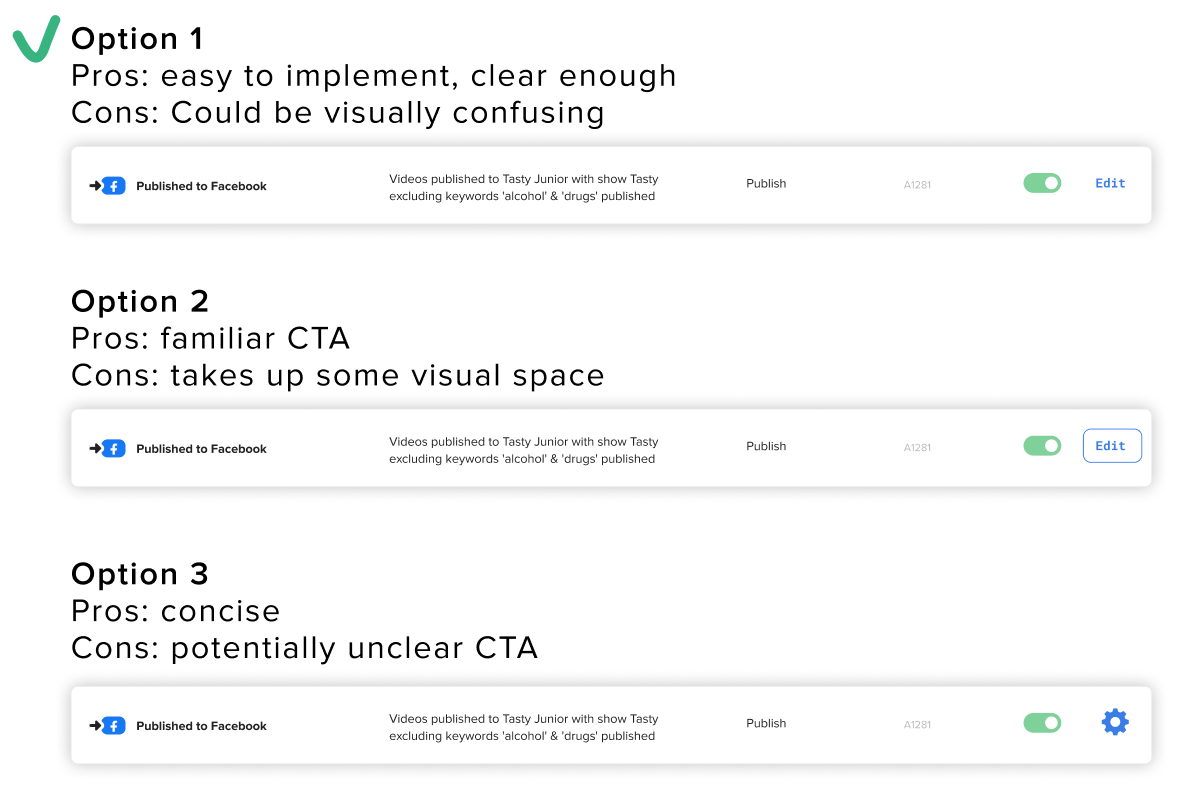 Option 1
Pros: easy to implement, clear enough
Cons: Could be visually confusing
Published to Facebook
Videos published to Tasty Junior with show Tasty
excluding keywords 'alcohol' & 'drugs' published
Publish
A1281
Edit
Option 2
Pros: familiar CTA
Cons: takes up some visual space
Published to Facebook
Videos published to Tasty Junior with show Tasty
excluding keywords 'alcohol' & 'drugs' published
Publish
A1281
Edit
Option 3
Pros: concise
Cons: potentially unclear CTA
Published to Facebook
Videos published to Tasty Junior with show Tasty
excluding keywords 'alcohol' & 'drugs' published
Publish
A1281